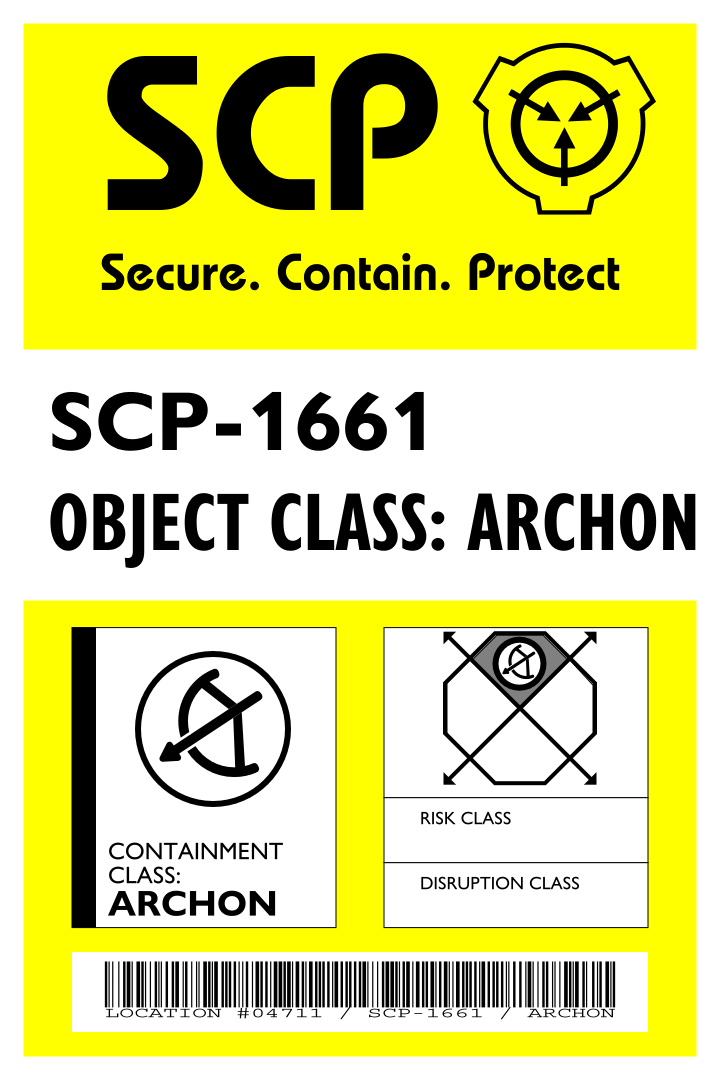 SCP
Secure. Contain. Protect
SCP-1661
OBJECT CLASS: ARCHON
CONTAINMENT
CLASS:
ARCHON
RISK CLASS
DISRUPTION CLASS
LOCATION #04711 / SCP-1661 / ARCHON